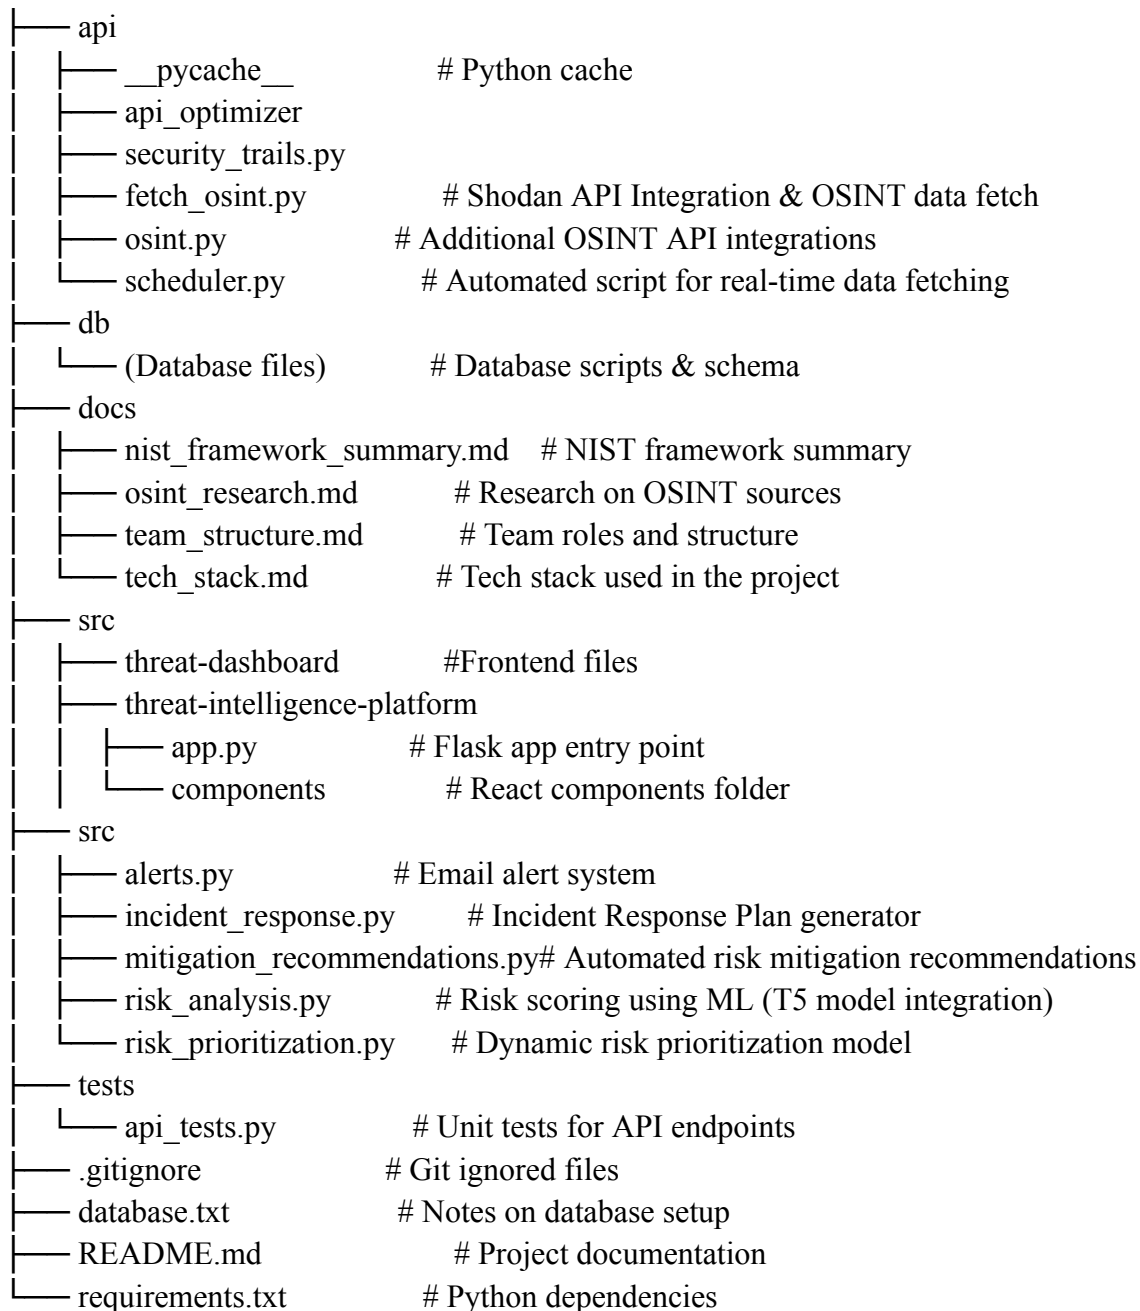 ├── api
│   ├── __pycache__   # Python cache
│   ├── api_optimizer
│   ├── security_trails.py
│   ├── fetch_osint.py   # Shodan API Integration & OSINT data fetch
│   ├── osint.py   # Additional OSINT API integrations
│   └── scheduler.py   # Automated script for real-time data fetching
├── db
│   └── (Database files)   # Database scripts & schema
├── docs
│   ├── nist_framework_summary.md   # NIST framework summary
│   ├── osint_research.md   # Research on OSINT sources
│   ├── team_structure.md   # Team roles and structure
│   └── tech_stack.md   # Tech stack used in the project
├── src
│   ├── threat-dashboard   #Frontend files
│   ├── threat-intelligence-platform
│   │   ├── app.py   # Flask app entry point
│   │   └── components   # React components folder
├── src
│   ├── alerts.py   # Email alert system
│   ├── incident_response.py   # Incident Response Plan generator
│   ├── mitigation_recommendations.py# Automated risk mitigation recommendations
│   ├── risk_analysis.py   # Risk scoring using ML (T5 model integration)
│   └── risk_prioritization.py   # Dynamic risk prioritization model
├── tests
│   └── api_tests.py   # Unit tests for API endpoints
├── .gitignore   # Git ignored files
├── database.txt   # Notes on database setup
├── README.md   # Project documentation
└── requirements.txt   # Python dependencies